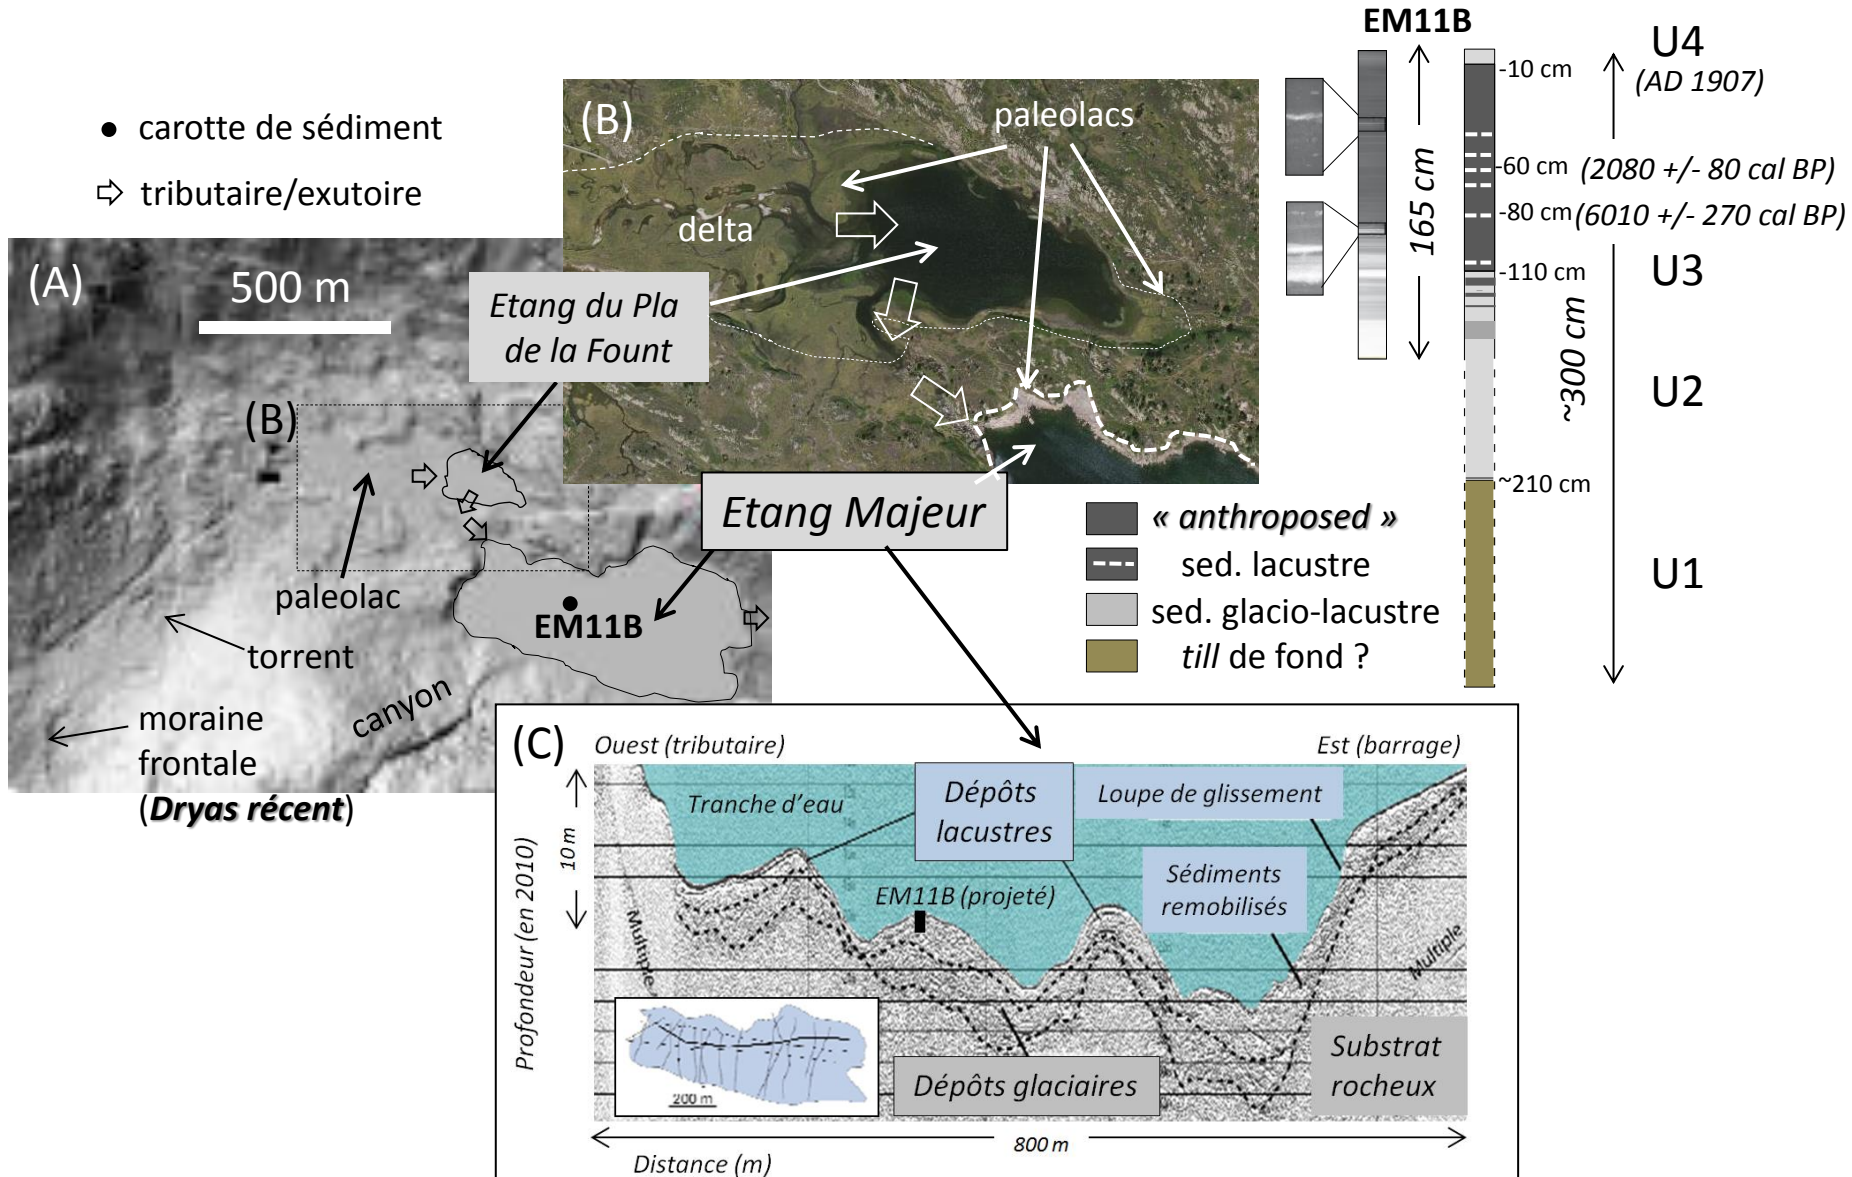 ● carotte de sédiment
tributaire/exutoire
(A)
500 m
Etang du Pla
de la Fount
(B)
paleolac
EM11B
torrent
canyon
moraine
frontale
(Dryas récent)
(B)
paleolacs
delta
Etang Majeur
EM11B
165 cm
-10 cm
-60 cm
-80 cm
-110 cm
~210 cm
~300 cm
U4
(AD 1907)
(2080 +/- 80 cal BP)
(6010 +/- 270 cal BP)
U3
U2
U1
« anthroposed »
sed. lacustre
sed. glacio-lacustre
till de fond ?
(C)
Ouest (tributaire)
Est (barrage)
Profondeur (en 2010)
10 m
Tranche d'eau
Dépôts
lacustres
Loupe de glissement
EM11B (projeté)
Sédiments
remobilisés
Multiple
Multiple
200 m
Dépôts glaciaires
Substrat
rocheux
800 m
Distance (m)